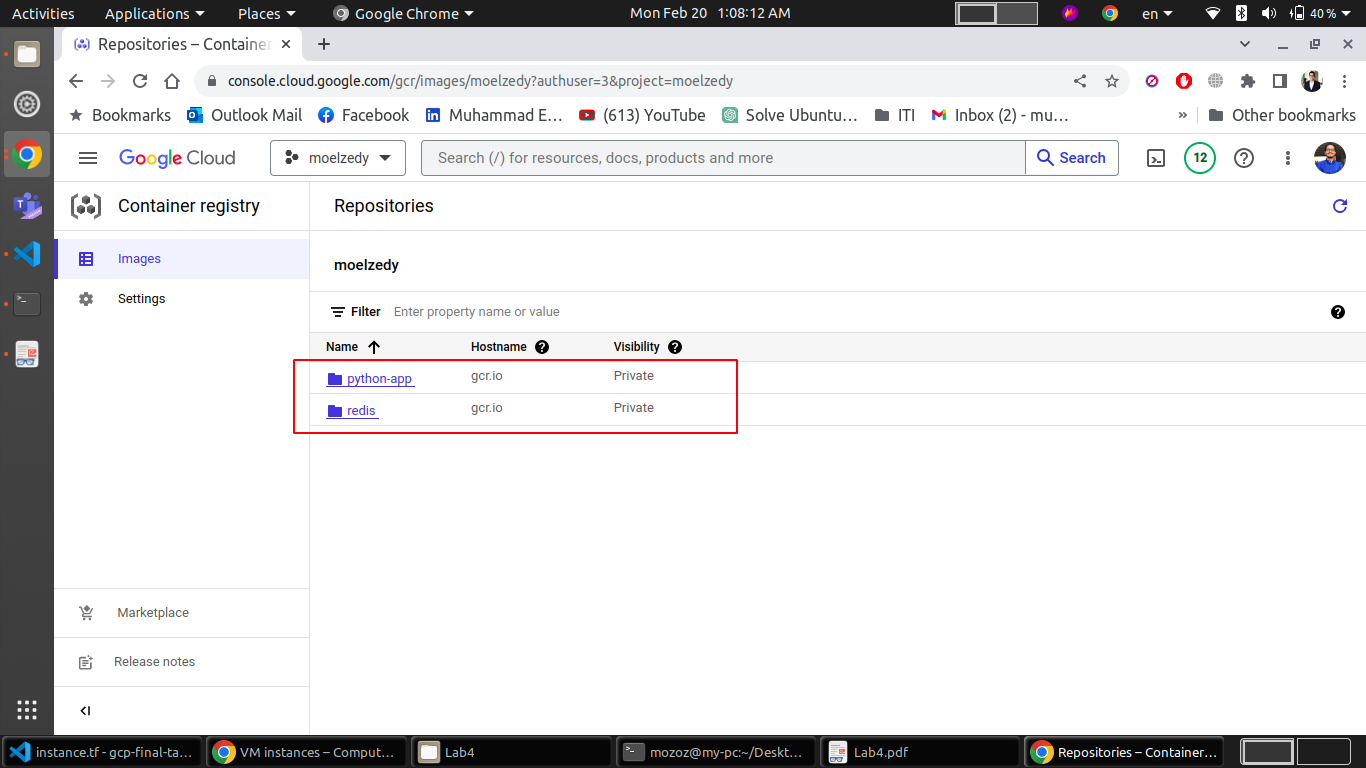 Activities Applications Places Google Chrome Mon Feb 20 1:08:12 AM en 40 %
Repositories – Container
console.cloud.google.com/gcr/images/moelzedy?authuser=3&project=moelzedy
Bookmarks Outlook Mail Facebook Muhammad E… (613) YouTube Solve Ubuntu… ITI Inbox (2) - mu… » Other bookmarks
Google Cloud moelzedy Search (/) for resources, docs, products and more Search 12
Container registry Repositories
Images
Settings
moelzedy
Filter Enter property name or value
Name Hostname Visibility
python-app gcr.io Private
redis gcr.io Private
Marketplace
Release notes
instance.tf - gcp-final-ta… VM instances – Comput… Lab4 mozoz@my-pc:~/Deskt… Lab4.pdf Repositories – Container…